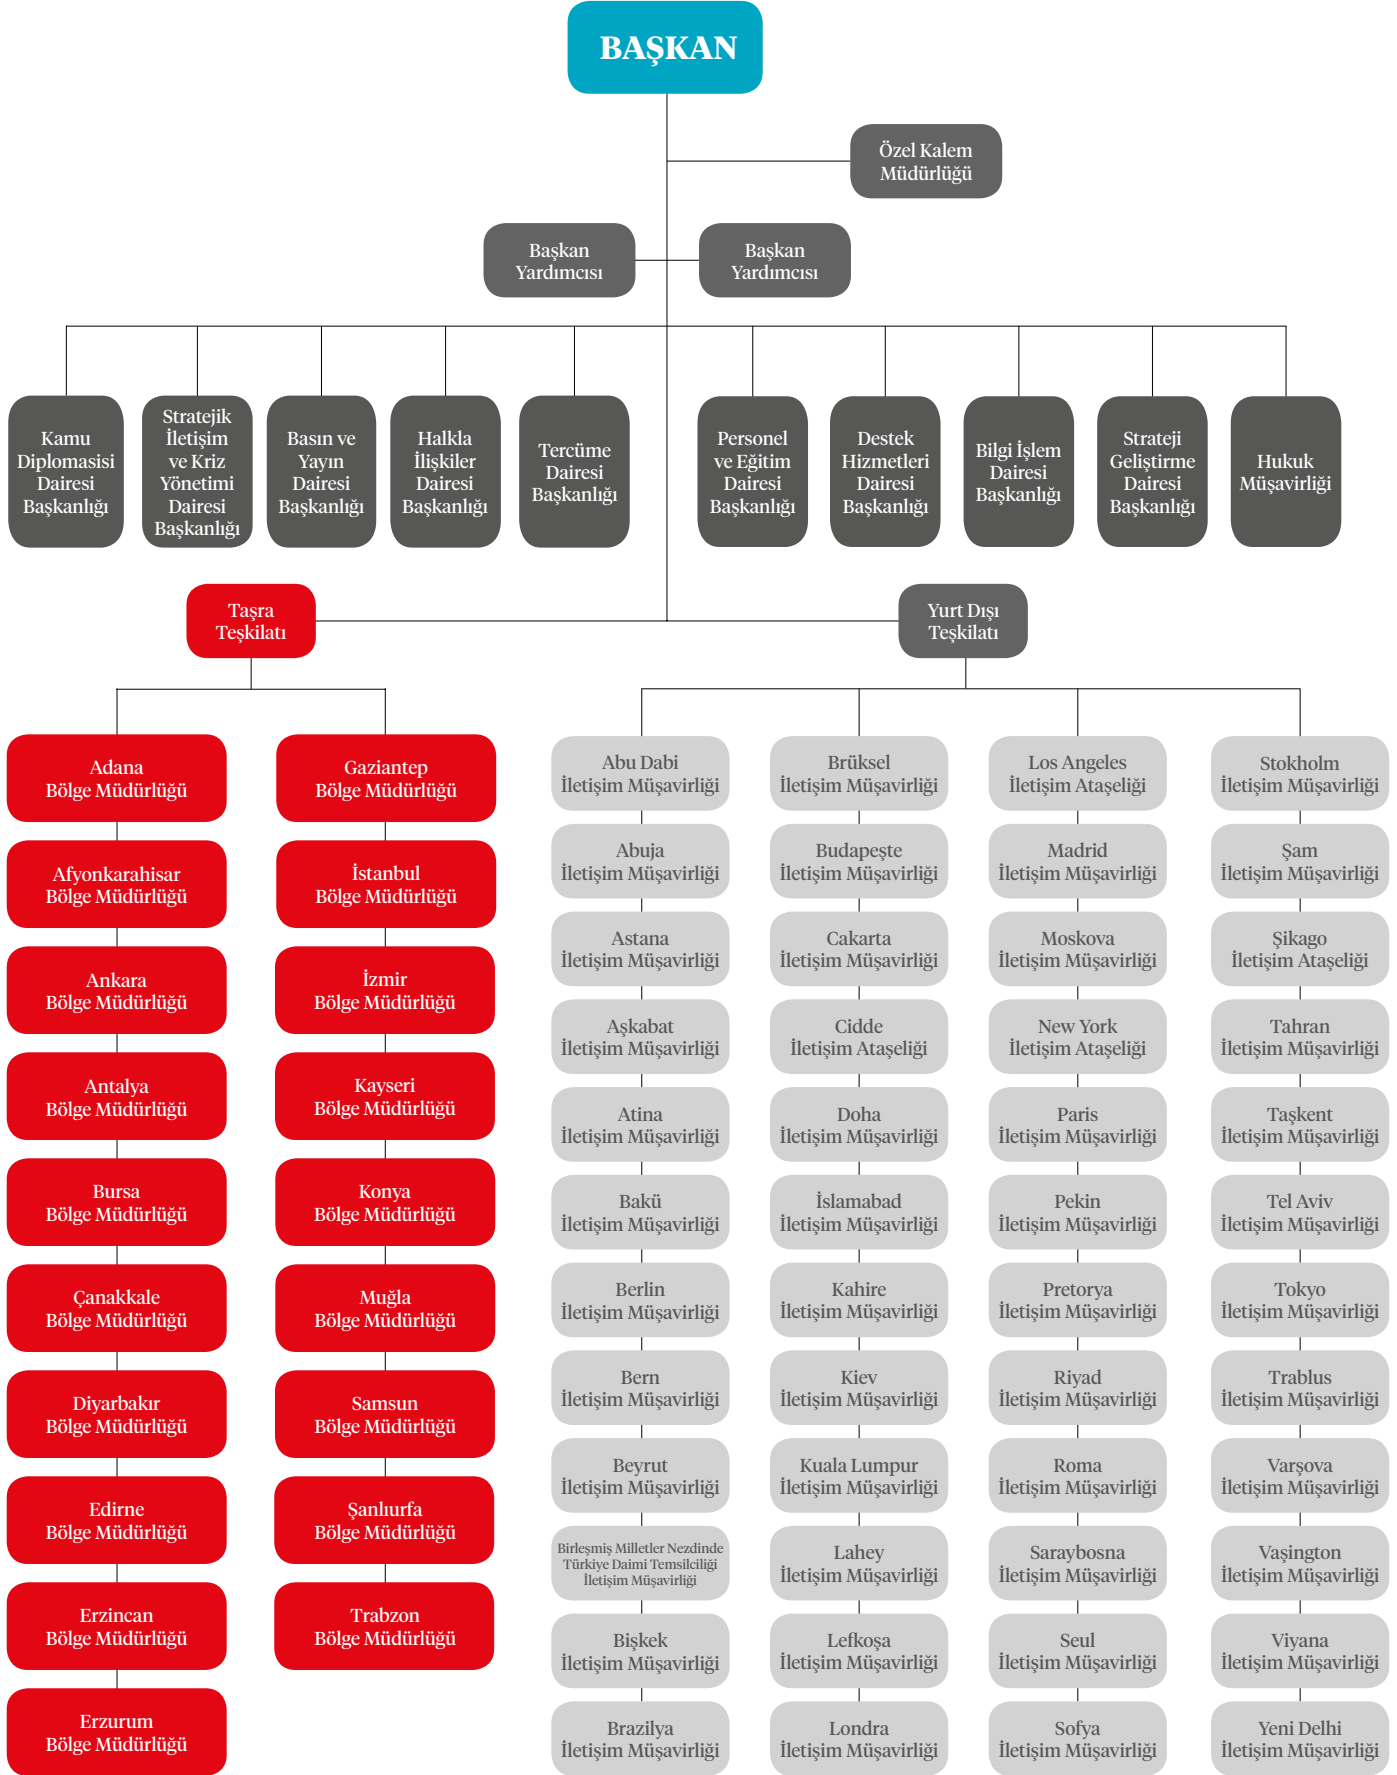 BAŞKAN
Özel Kalem
Müdürlüğü
Başkan
Yardımcısı
Başkan
Yardımcısı
Kamu
Diplomasisi
Dairesi
Başkanlığı
Stratejik
İletişim
ve Kriz
Yönetimi
Dairesi
Başkanlığı
Basın ve
Yayın
Dairesi
Başkanlığı
Halkla
İlişkiler
Dairesi
Başkanlığı
Tercüme
Dairesi
Başkanlığı
Personel
ve Eğitim
Dairesi
Başkanlığı
Destek
Hizmetleri
Dairesi
Başkanlığı
Bilgi İşlem
Dairesi
Başkanlığı
Strateji
Geliştirme
Dairesi
Başkanlığı
Hukuk
Müşavirliği
Taşra
Teşkilatı
Yurt Dışı
Teşkilatı
Adana
Bölge Müdürlüğü
Afyonkarahisar
Bölge Müdürlüğü
Ankara
Bölge Müdürlüğü
Antalya
Bölge Müdürlüğü
Bursa
Bölge Müdürlüğü
Çanakkale
Bölge Müdürlüğü
Diyarbakır
Bölge Müdürlüğü
Edirne
Bölge Müdürlüğü
Erzincan
Bölge Müdürlüğü
Erzurum
Bölge Müdürlüğü
Gaziantep
Bölge Müdürlüğü
İstanbul
Bölge Müdürlüğü
İzmir
Bölge Müdürlüğü
Kayseri
Bölge Müdürlüğü
Konya
Bölge Müdürlüğü
Muğla
Bölge Müdürlüğü
Samsun
Bölge Müdürlüğü
Şanlıurfa
Bölge Müdürlüğü
Trabzon
Bölge Müdürlüğü
Abu Dabi
İletişim Müşavirliği
Abuja
İletişim Müşavirliği
Astana
İletişim Müşavirliği
Aşkabat
İletişim Müşavirliği
Atina
İletişim Müşavirliği
Bakü
İletişim Müşavirliği
Berlin
İletişim Müşavirliği
Bern
İletişim Müşavirliği
Beyrut
İletişim Müşavirliği
Birleşmiş Milletler Nezdinde
Türkiye Daimi Temsilciliği
İletişim Müşavirliği
Bişkek
İletişim Müşavirliği
Brazilya
İletişim Müşavirliği
Brüksel
İletişim Müşavirliği
Budapeşte
İletişim Müşavirliği
Cakarta
İletişim Müşavirliği
Cidde
İletişim Ataşeliği
Doha
İletişim Müşavirliği
İslamabad
İletişim Müşavirliği
Kahire
İletişim Müşavirliği
Kiev
İletişim Müşavirliği
Kuala Lumpur
İletişim Müşavirliği
Lahey
İletişim Müşavirliği
Lefkoşa
İletişim Müşavirliği
Londra
İletişim Müşavirliği
Los Angeles
İletişim Ataşeliği
Madrid
İletişim Müşavirliği
Moskova
İletişim Müşavirliği
New York
İletişim Ataşeliği
Paris
İletişim Müşavirliği
Pekin
İletişim Müşavirliği
Pretorya
İletişim Müşavirliği
Riyad
İletişim Müşavirliği
Roma
İletişim Müşavirliği
Saraybosna
İletişim Müşavirliği
Seul
İletişim Müşavirliği
Sofya
İletişim Müşavirliği
Stokholm
İletişim Müşavirliği
Şam
İletişim Müşavirliği
Şikago
İletişim Ataşeliği
Tahran
İletişim Müşavirliği
Taşkent
İletişim Müşavirliği
Tel Aviv
İletişim Müşavirliği
Tokyo
İletişim Müşavirliği
Trablus
İletişim Müşavirliği
Varşova
İletişim Müşavirliği
Vaşington
İletişim Müşavirliği
Viyana
İletişim Müşavirliği
Yeni Delhi
İletişim Müşavirliği